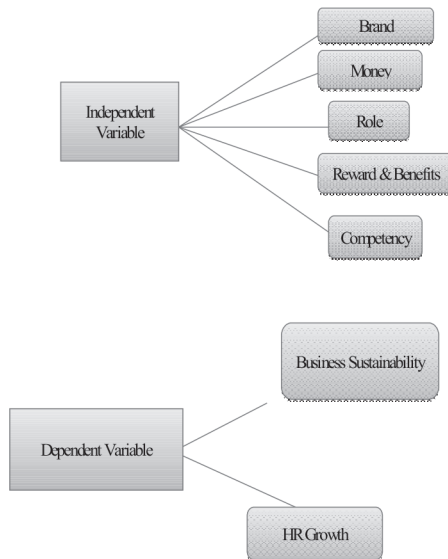 Brand
Money
Independent
Variable
Role
Reward & Benefits
Competency
Business Sustainability
Dependent Variable
HR Growth